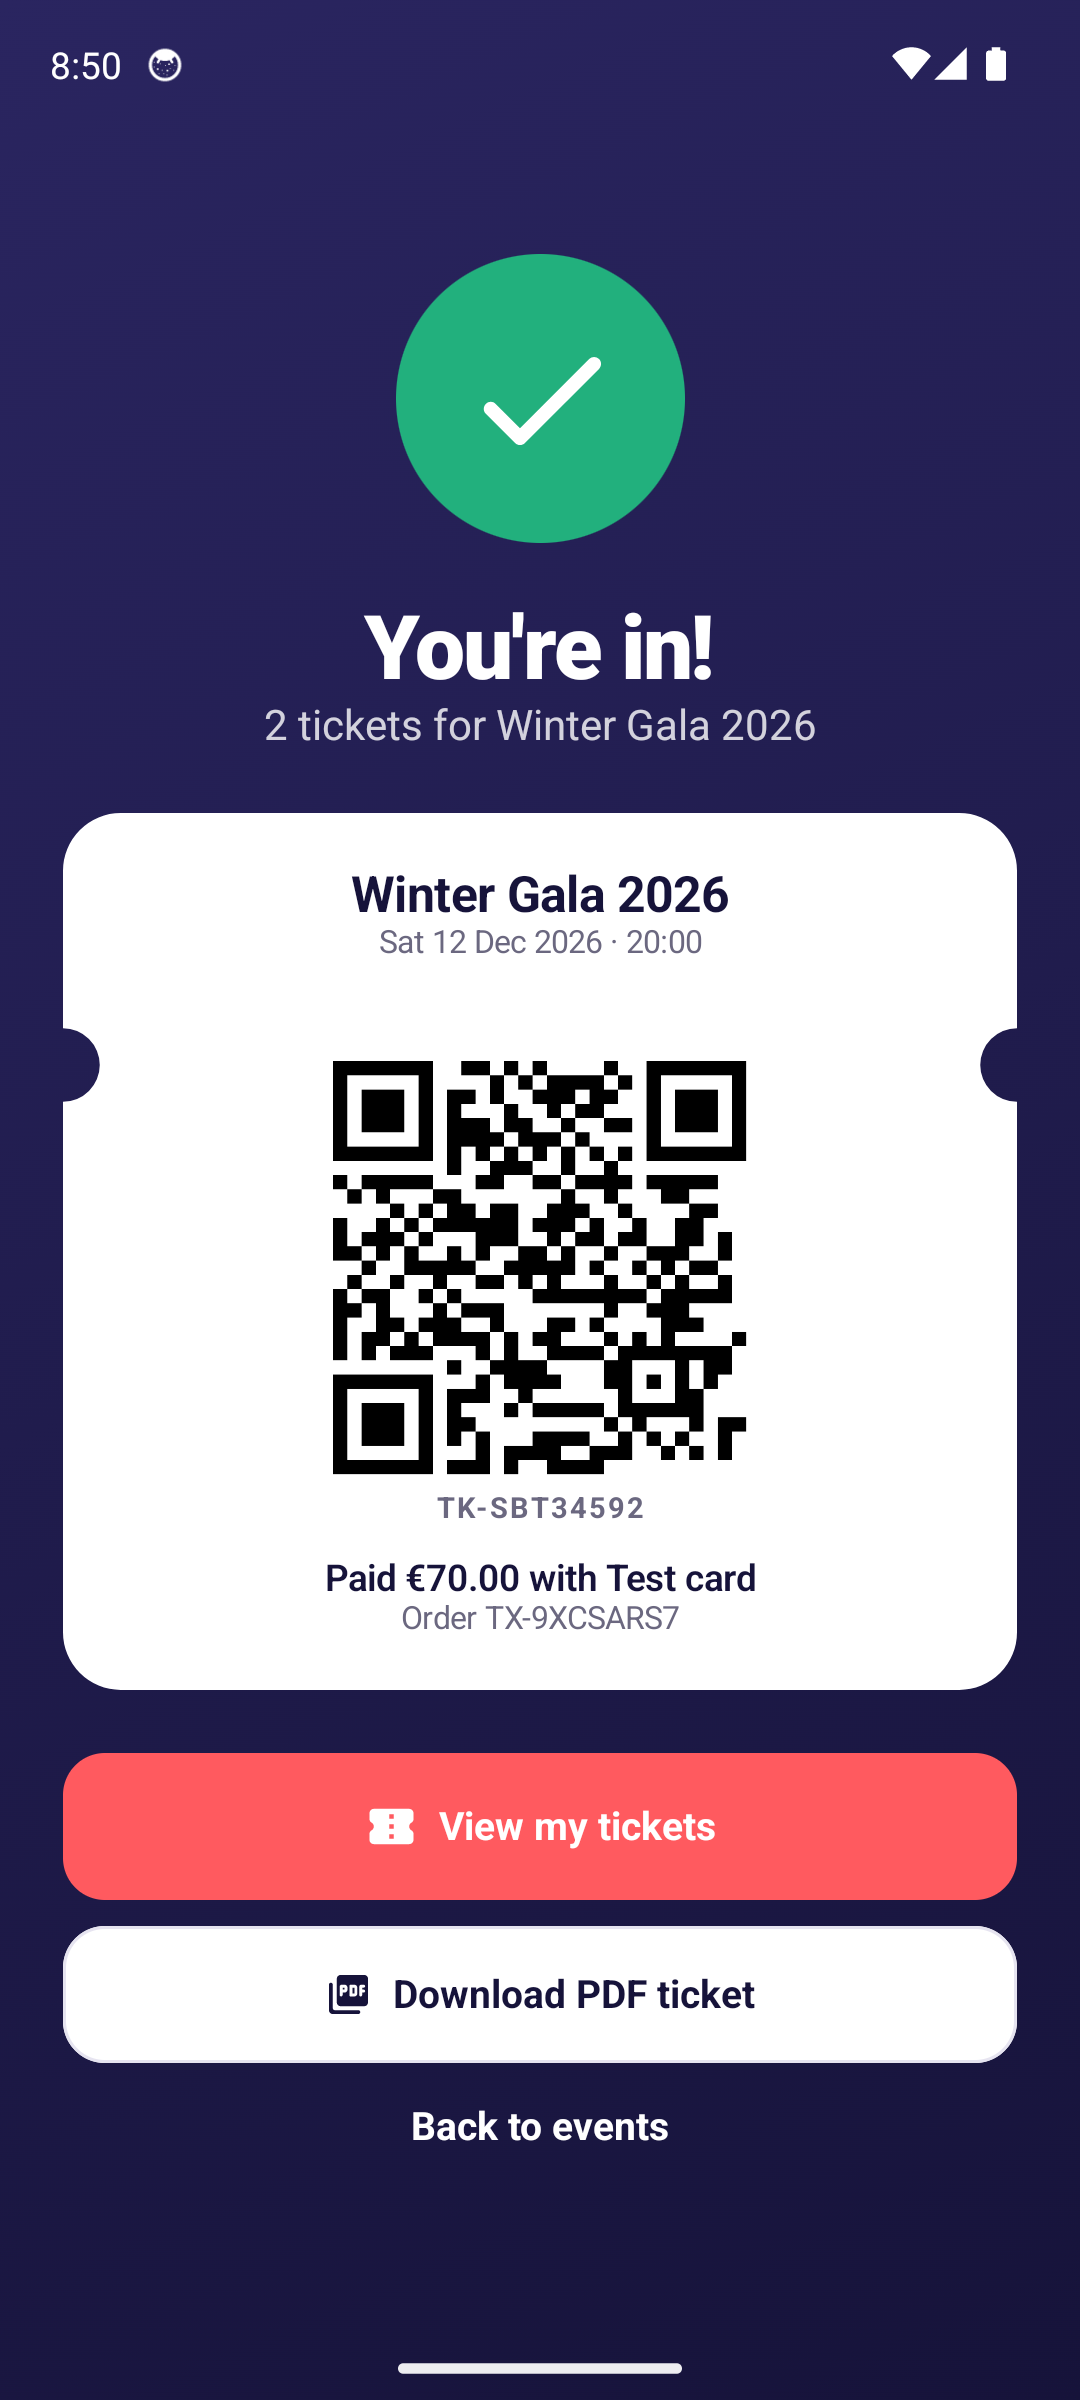 8:50
You're in!
2 tickets for Winter Gala 2026
Winter Gala 2026
Sat 12 Dec 2026 · 20:00
TK-SBT34592
Paid €70.00 with Test card
Order TX-9XCSARS7
View my tickets
PDF
Download PDF ticket
Back to events